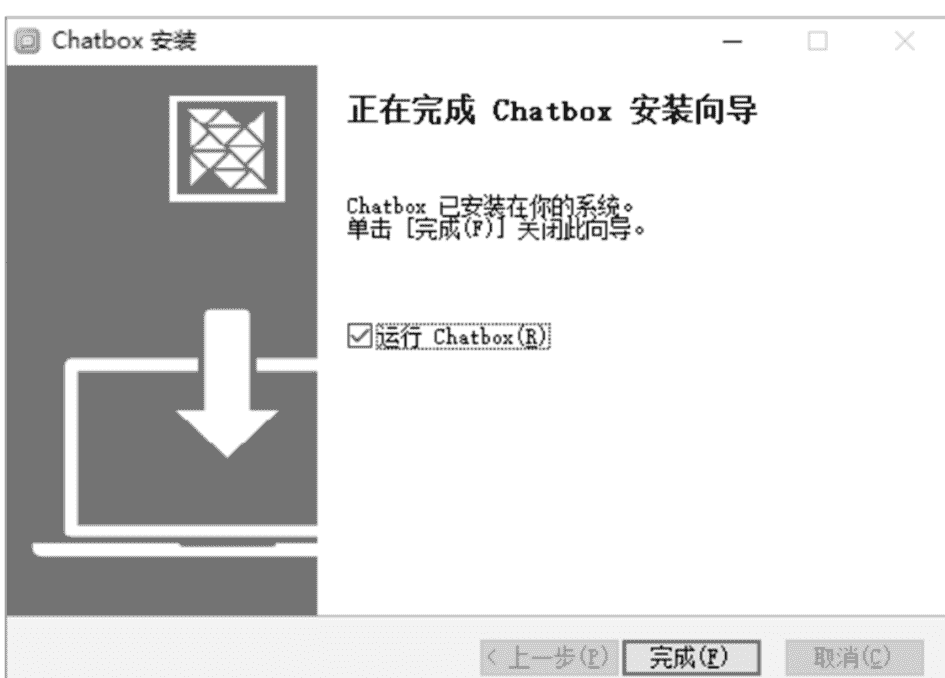 Chatbox 安装
正在完成 Chatbox 安装向导
Chatbox 已安装在你的系统。
单击 [完成(F)] 关闭此向导。
运行 Chatbox(R)
< 上一步(P)
完成(F)
取消(C)